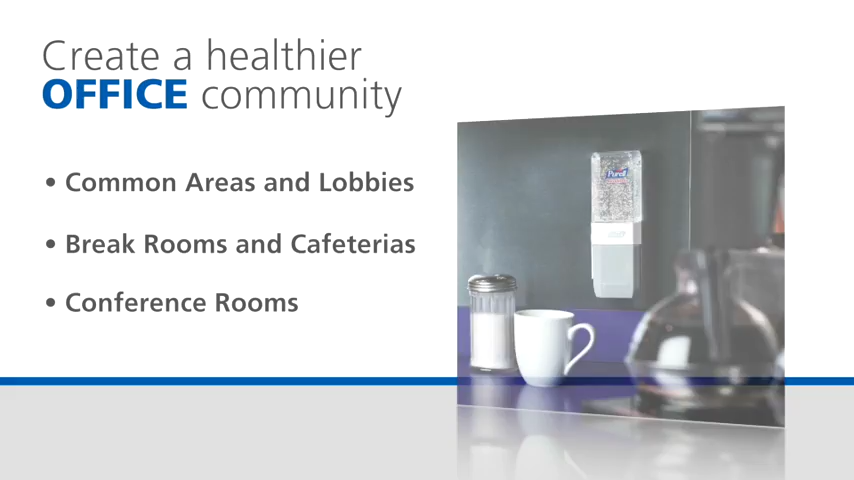 Create a healthier
OFFICE community
• Common Areas and Lobbies
• Break Rooms and Cafeterias
• Conference Rooms
Purell